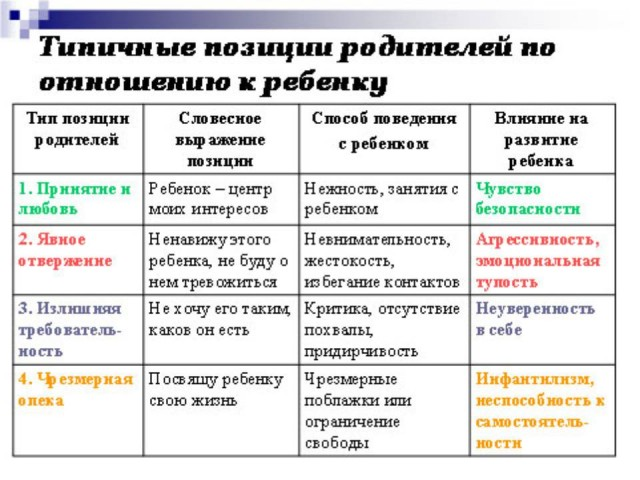 Типичные позиции родителей по
отношению к ребенку
Тип позиции
родителей
Словесное
выражение
позиции
Способ поведения
с ребенком
Влияние на
развитие
ребенка
1. Принятие и
любовь
Ребенок – центр
моих интересов
Нежность, занятия с
ребенком
Чувство
безопасности
2. Явное
отвержение
Ненавижу этого
ребенка, не буду о
нем тревожиться
Невнимательность,
жестокость,
избегание контактов
Агрессивность,
эмоциональная
тупость
3. Излишняя
требователь-
ность
Не хочу его таким,
каков он есть
Критика, отсутствие
похвалы,
придирчивость
Неуверенность
в себе
4. Чрезмерная
опека
Посвящу ребенку
свою жизнь
Чрезмерные
поблажки или
ограничение
свободы
Инфантилизм,
неспособность к
самостоятель-
ности